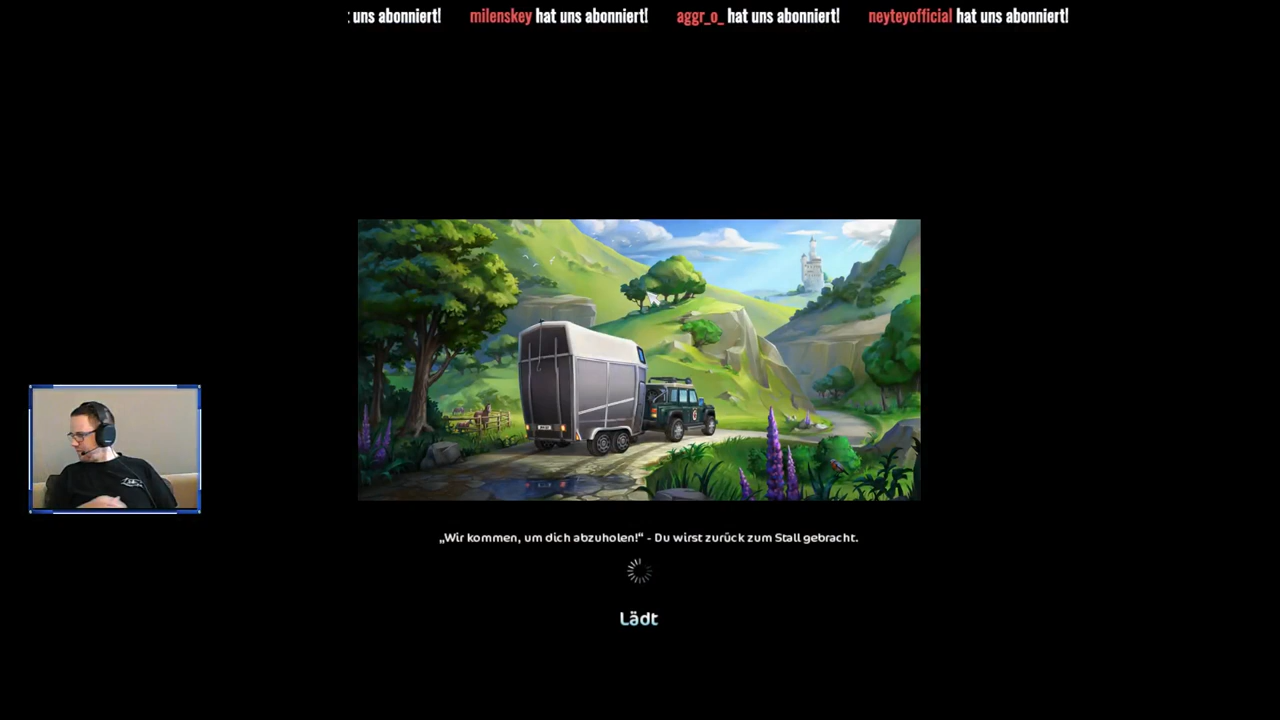 uns abonniert! milenskey hat uns abonniert! aggr_o_ hat uns abonniert! neyteyofficial hat uns abonniert!
„Wir kommen, um dich abzuholen!“ - Du wirst zurück zum Stall gebracht.
Lädt